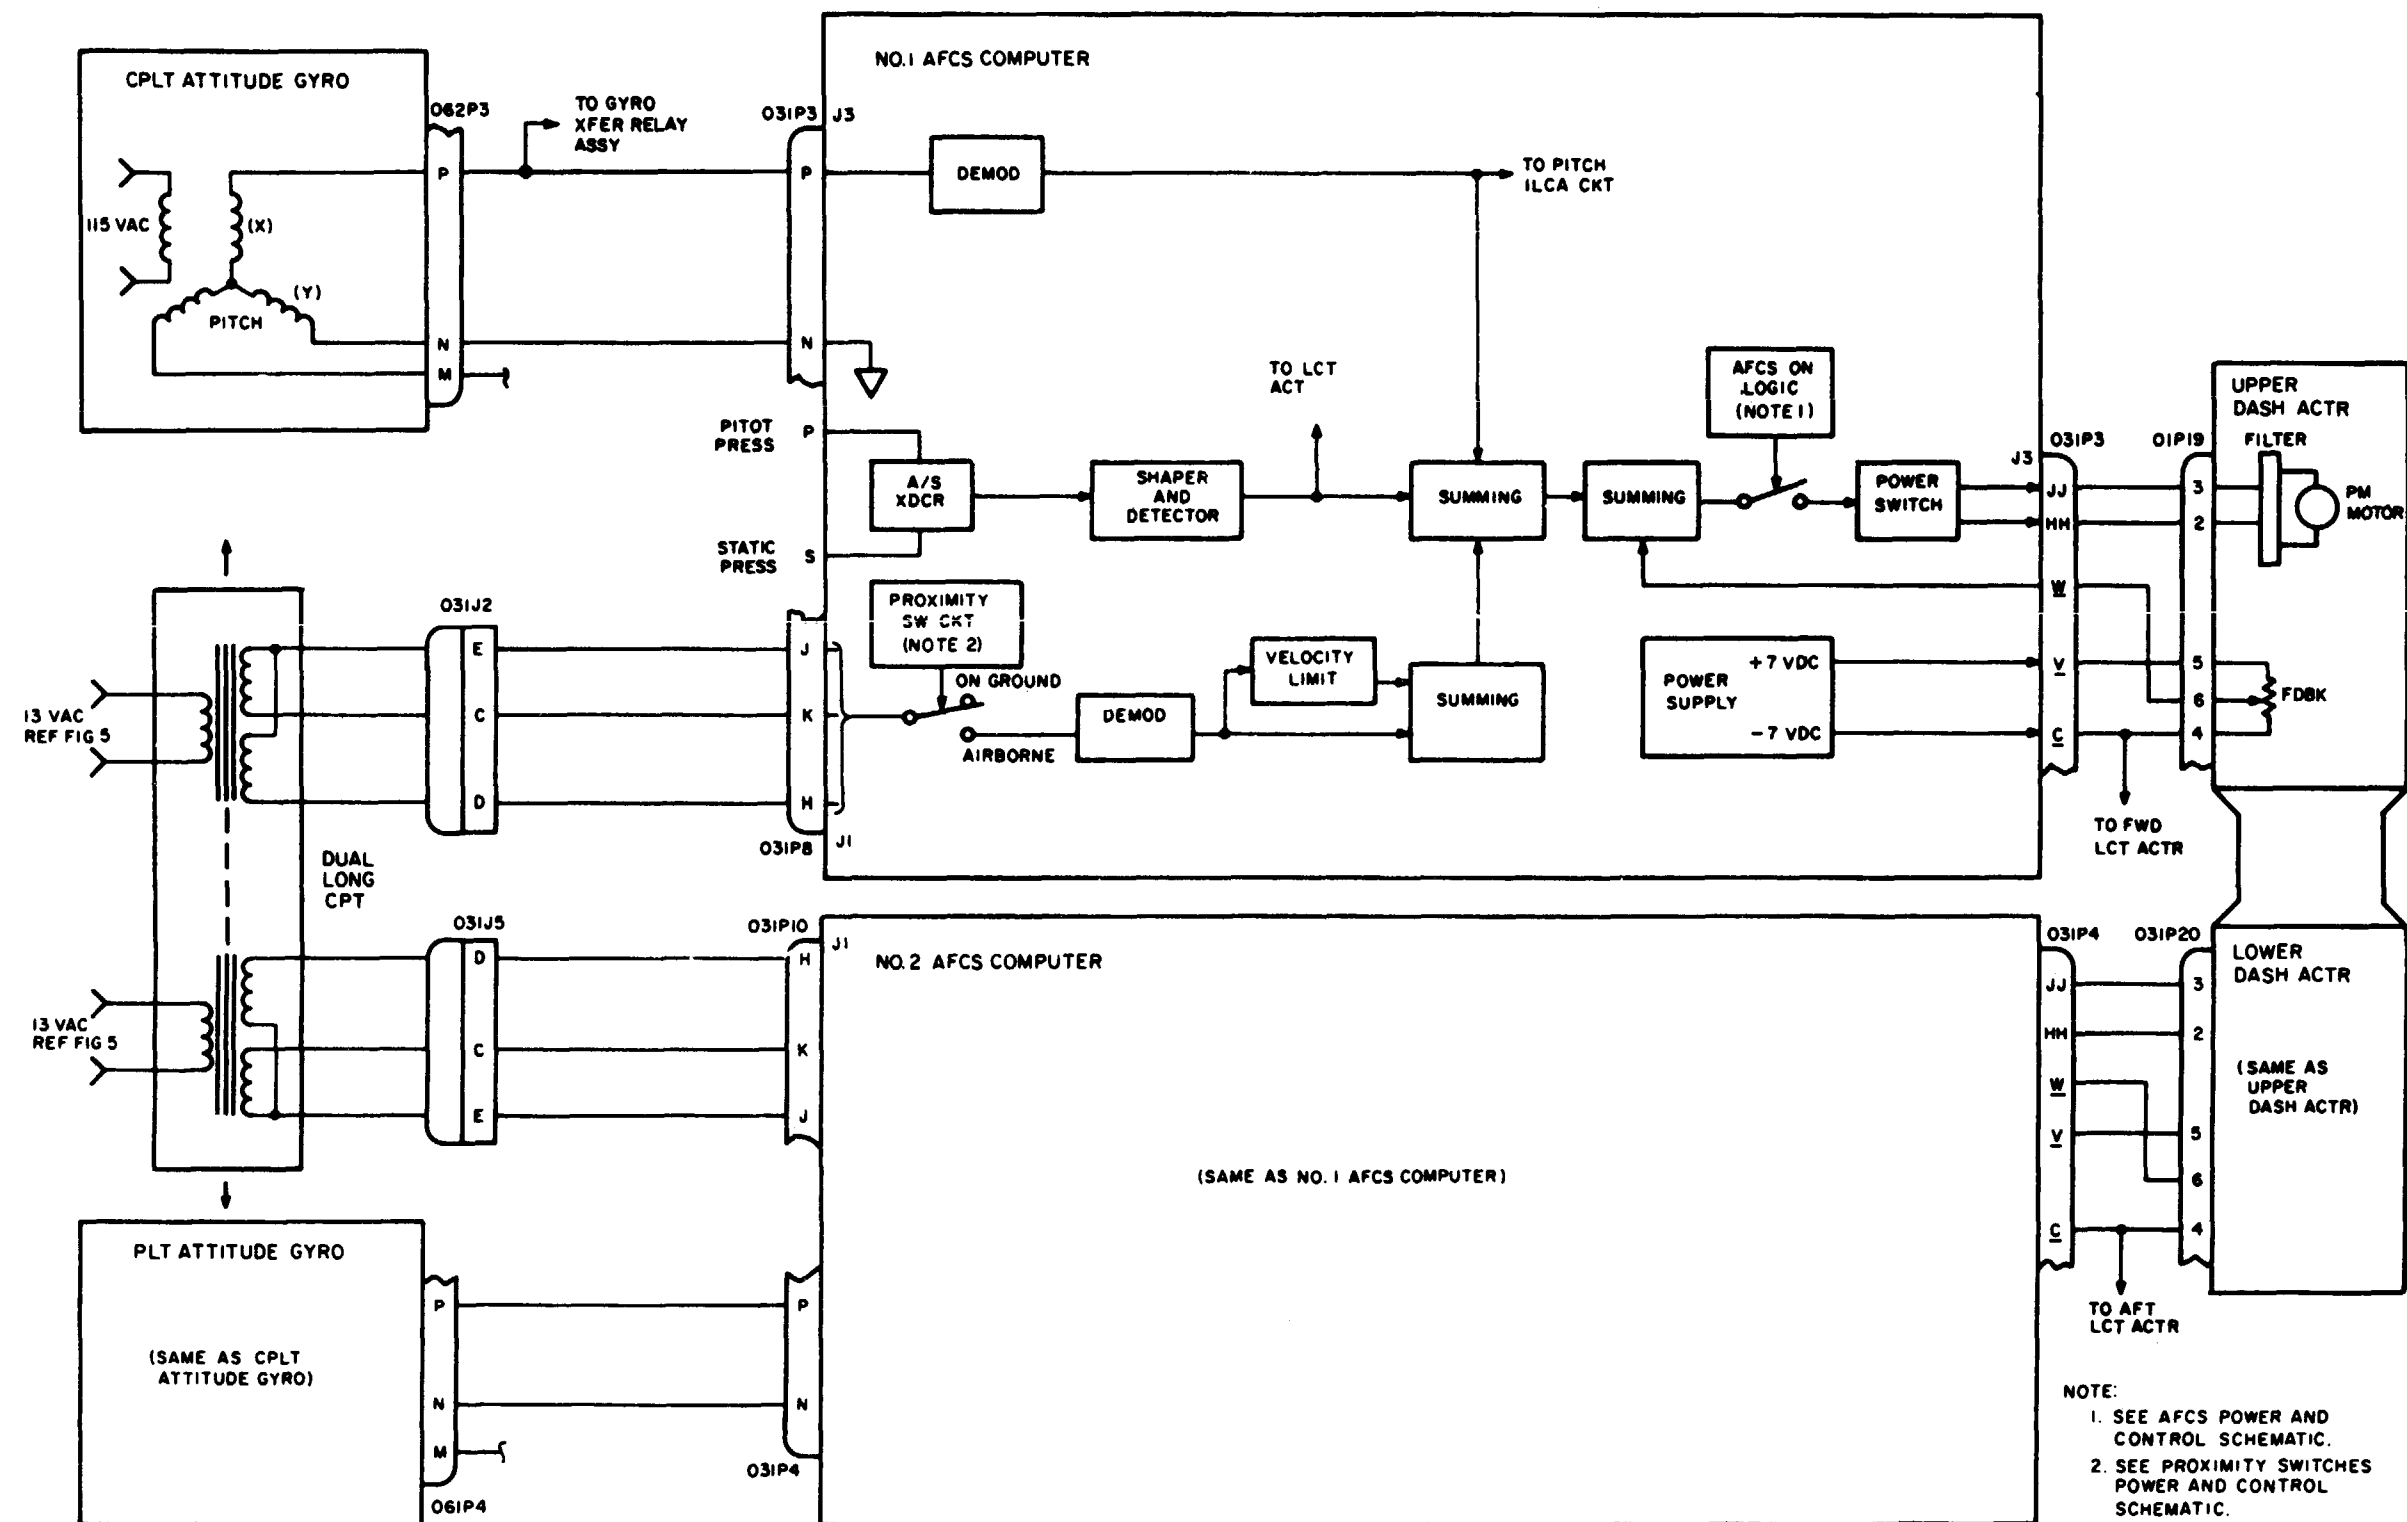 CPLT ATTITUDE GYRO
062P3
TO GYRO
XFER RELAY
ASSY
031P3
J3
NO.1 AFCS COMPUTER
P
P
DEMOD
TO PITCH
ILCA CKT
115 VAC
(X)
(Y)
PITCH
N
M
N
PITOT
PRESS
P
A/S
XDCR
STATIC
PRESS
S
SHAPER
AND
DETECTOR
TO LCT
ACT
SUMMING
SUMMING
AFCS ON
LOGIC
(NOTE 1)
POWER
SWITCH
J3
031P3
01P19
JJ
HH
W
V
C
3
2
5
6
4
UPPER
DASH ACTR
FILTER
PM
MOTOR
FDBK
PROXIMITY
SW CKT
(NOTE 2)
ON GROUND
AIRBORNE
DEMOD
VELOCITY
LIMIT
SUMMING
POWER
SUPPLY
+7 VDC
-7 VDC
TO FWD
LCT ACTR
13 VAC
REF FIG 5
031J2
E
C
D
J
K
H
031P8
J1
DUAL
LONG
CPT
13 VAC
REF FIG 5
031J5
D
C
E
031P10
J1
H
K
J
NO.2 AFCS COMPUTER
(SAME AS NO. 1 AFCS COMPUTER)
031P4
031P20
JJ
HH
W
V
C
3
2
5
6
4
LOWER
DASH ACTR
(SAME AS
UPPER
DASH ACTR)
TO AFT
LCT ACTR
PLT ATTITUDE GYRO
(SAME AS CPLT
ATTITUDE GYRO)
P
N
M
061P4
P
N
031P4
NOTE:
1. SEE AFCS POWER AND
CONTROL SCHEMATIC.
2. SEE PROXIMITY SWITCHES
POWER AND CONTROL
SCHEMATIC.